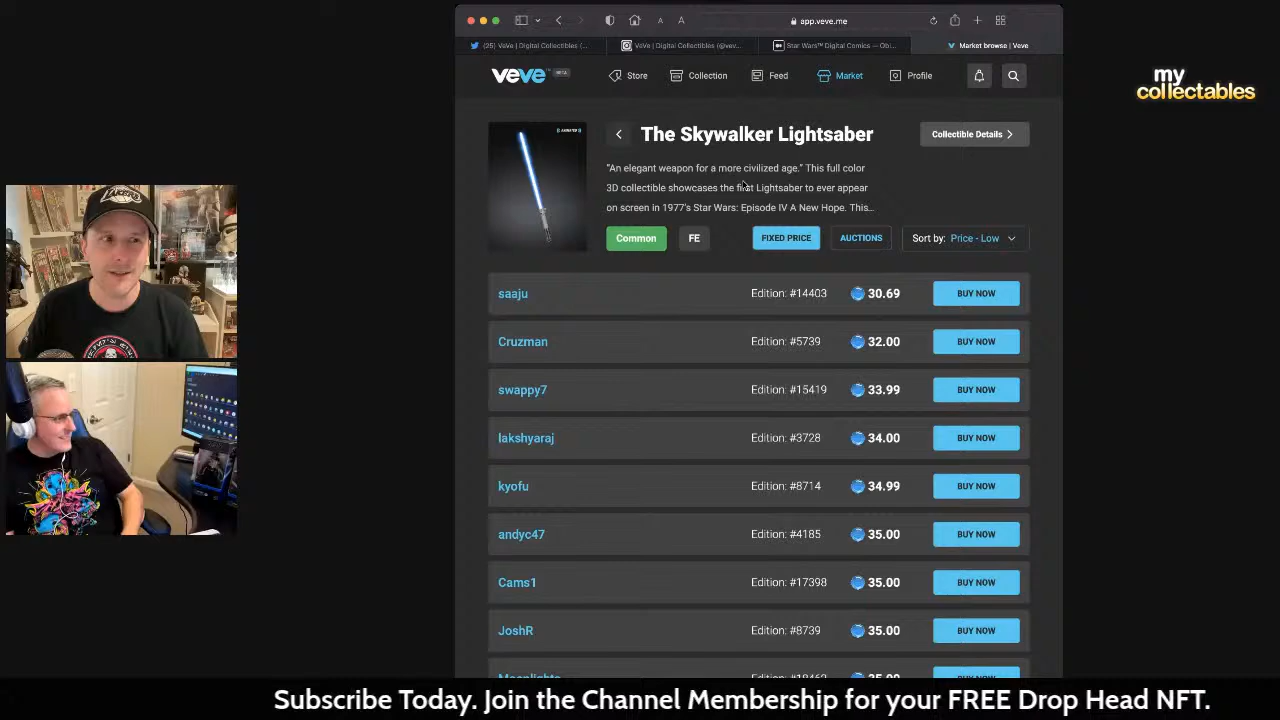 app.veve.me
(25) VeVe | Digital Collectibles (...
VeVe | Digital Collectibles (@vev...
Star Wars™ Digital Comics — Obi...
Market browse | Veve
my
collectables
veve BETA
Store
Collection
Feed
Market
Profile
The Skywalker Lightsaber
Collectible Details
ANIMATED
"An elegant weapon for a more civilized age." This full color
3D collectible showcases the first Lightsaber to ever appear
on screen in 1977's Star Wars: Episode IV A New Hope. This...
Common
FE
FIXED PRICE
AUCTIONS
Sort by: Price - Low
saaju Edition: #14403 30.69 BUY NOW
Cruzman Edition: #5739 32.00 BUY NOW
swappy7 Edition: #15419 33.99 BUY NOW
lakshyaraj Edition: #3728 34.00 BUY NOW
kyofu Edition: #8714 34.99 BUY NOW
andyc47 Edition: #4185 35.00 BUY NOW
Cams1 Edition: #17398 35.00 BUY NOW
JoshR Edition: #8739 35.00 BUY NOW
Subscribe Today. Join the Channel Membership for your FREE Drop Head NFT.